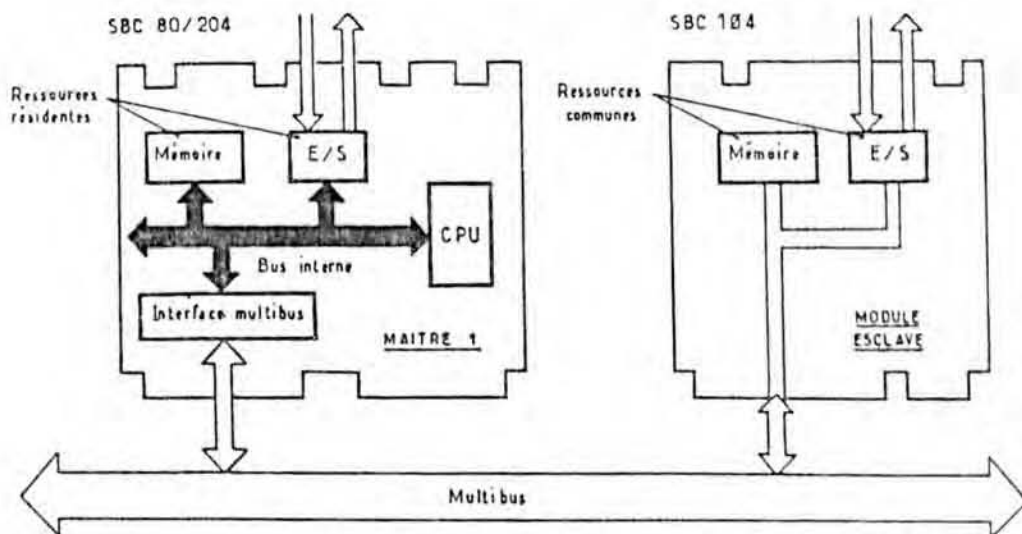 SBC 80/204
SBC 104
Ressources
résidentes
Mémoire
E/S
CPU
Bus interne
Interface multibus
MAITRE 1
Ressources
communes
Mémoire
E/S
MODULE
ESCLAVE
Multibus